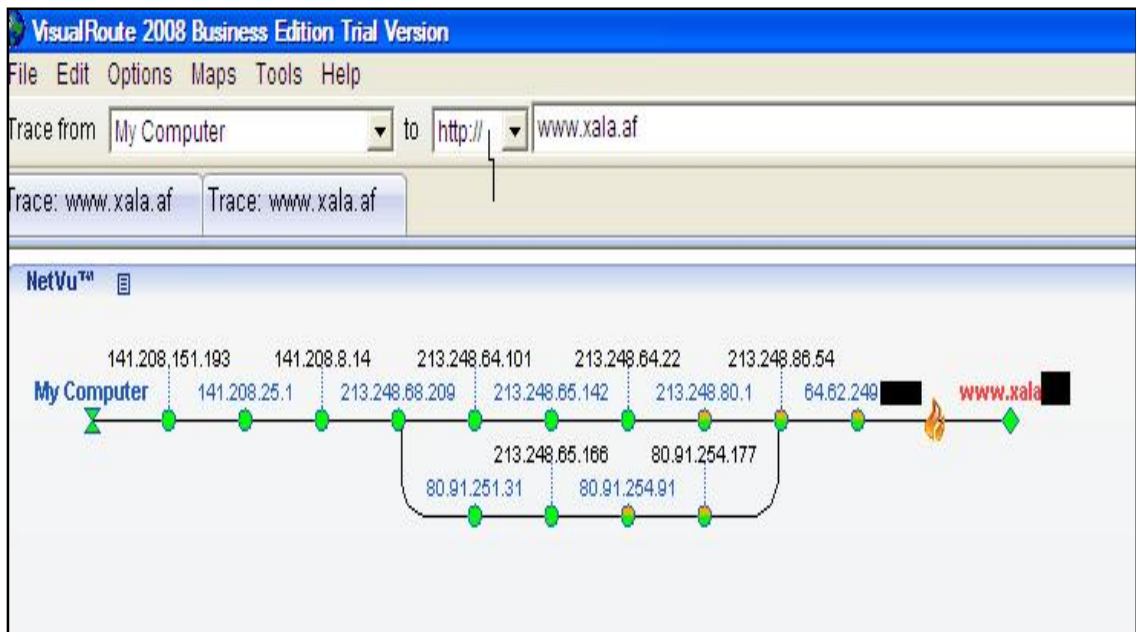 VisualRoute 2008 Business Edition Trial Version
File Edit Options Maps Tools Help
Trace from My Computer to http:// www.xala.af
Trace: www.xala.af Trace: www.xala.af
NetVu™
141.208.151.193 141.208.8.14 213.248.64.101 213.248.64.22 213.248.86.54
My Computer 141.208.25.1 213.248.68.209 213.248.65.142 213.248.80.1 64.62.249 www.xala
213.248.65.166 80.91.254.177
80.91.251.31 80.91.254.91